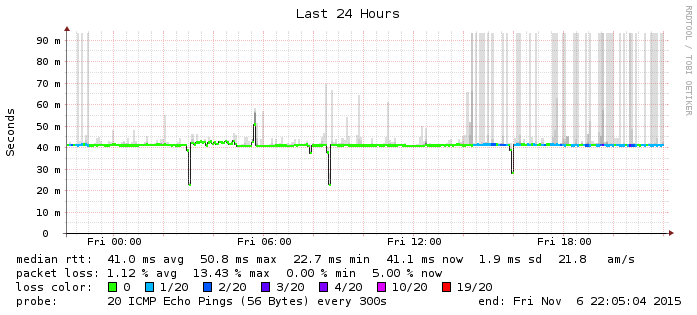 Last 24 Hours
RRDTOOL / TOBI OETIKER
Seconds
90 m
80 m
70 m
60 m
50 m
40 m
30 m
20 m
10 m
0
Fri 00:00 Fri 06:00 Fri 12:00 Fri 18:00
median rtt: 41.0 ms avg 50.8 ms max 22.7 ms min 41.1 ms now 1.9 ms sd 21.8 am/s
packet loss: 1.12 % avg 13.43 % max 0.00 % min 5.00 % now
loss color: 0 1/20 2/20 3/20 4/20 10/20 19/20
probe: 20 ICMP Echo Pings (56 Bytes) every 300s end: Fri Nov 6 22:05:04 2015